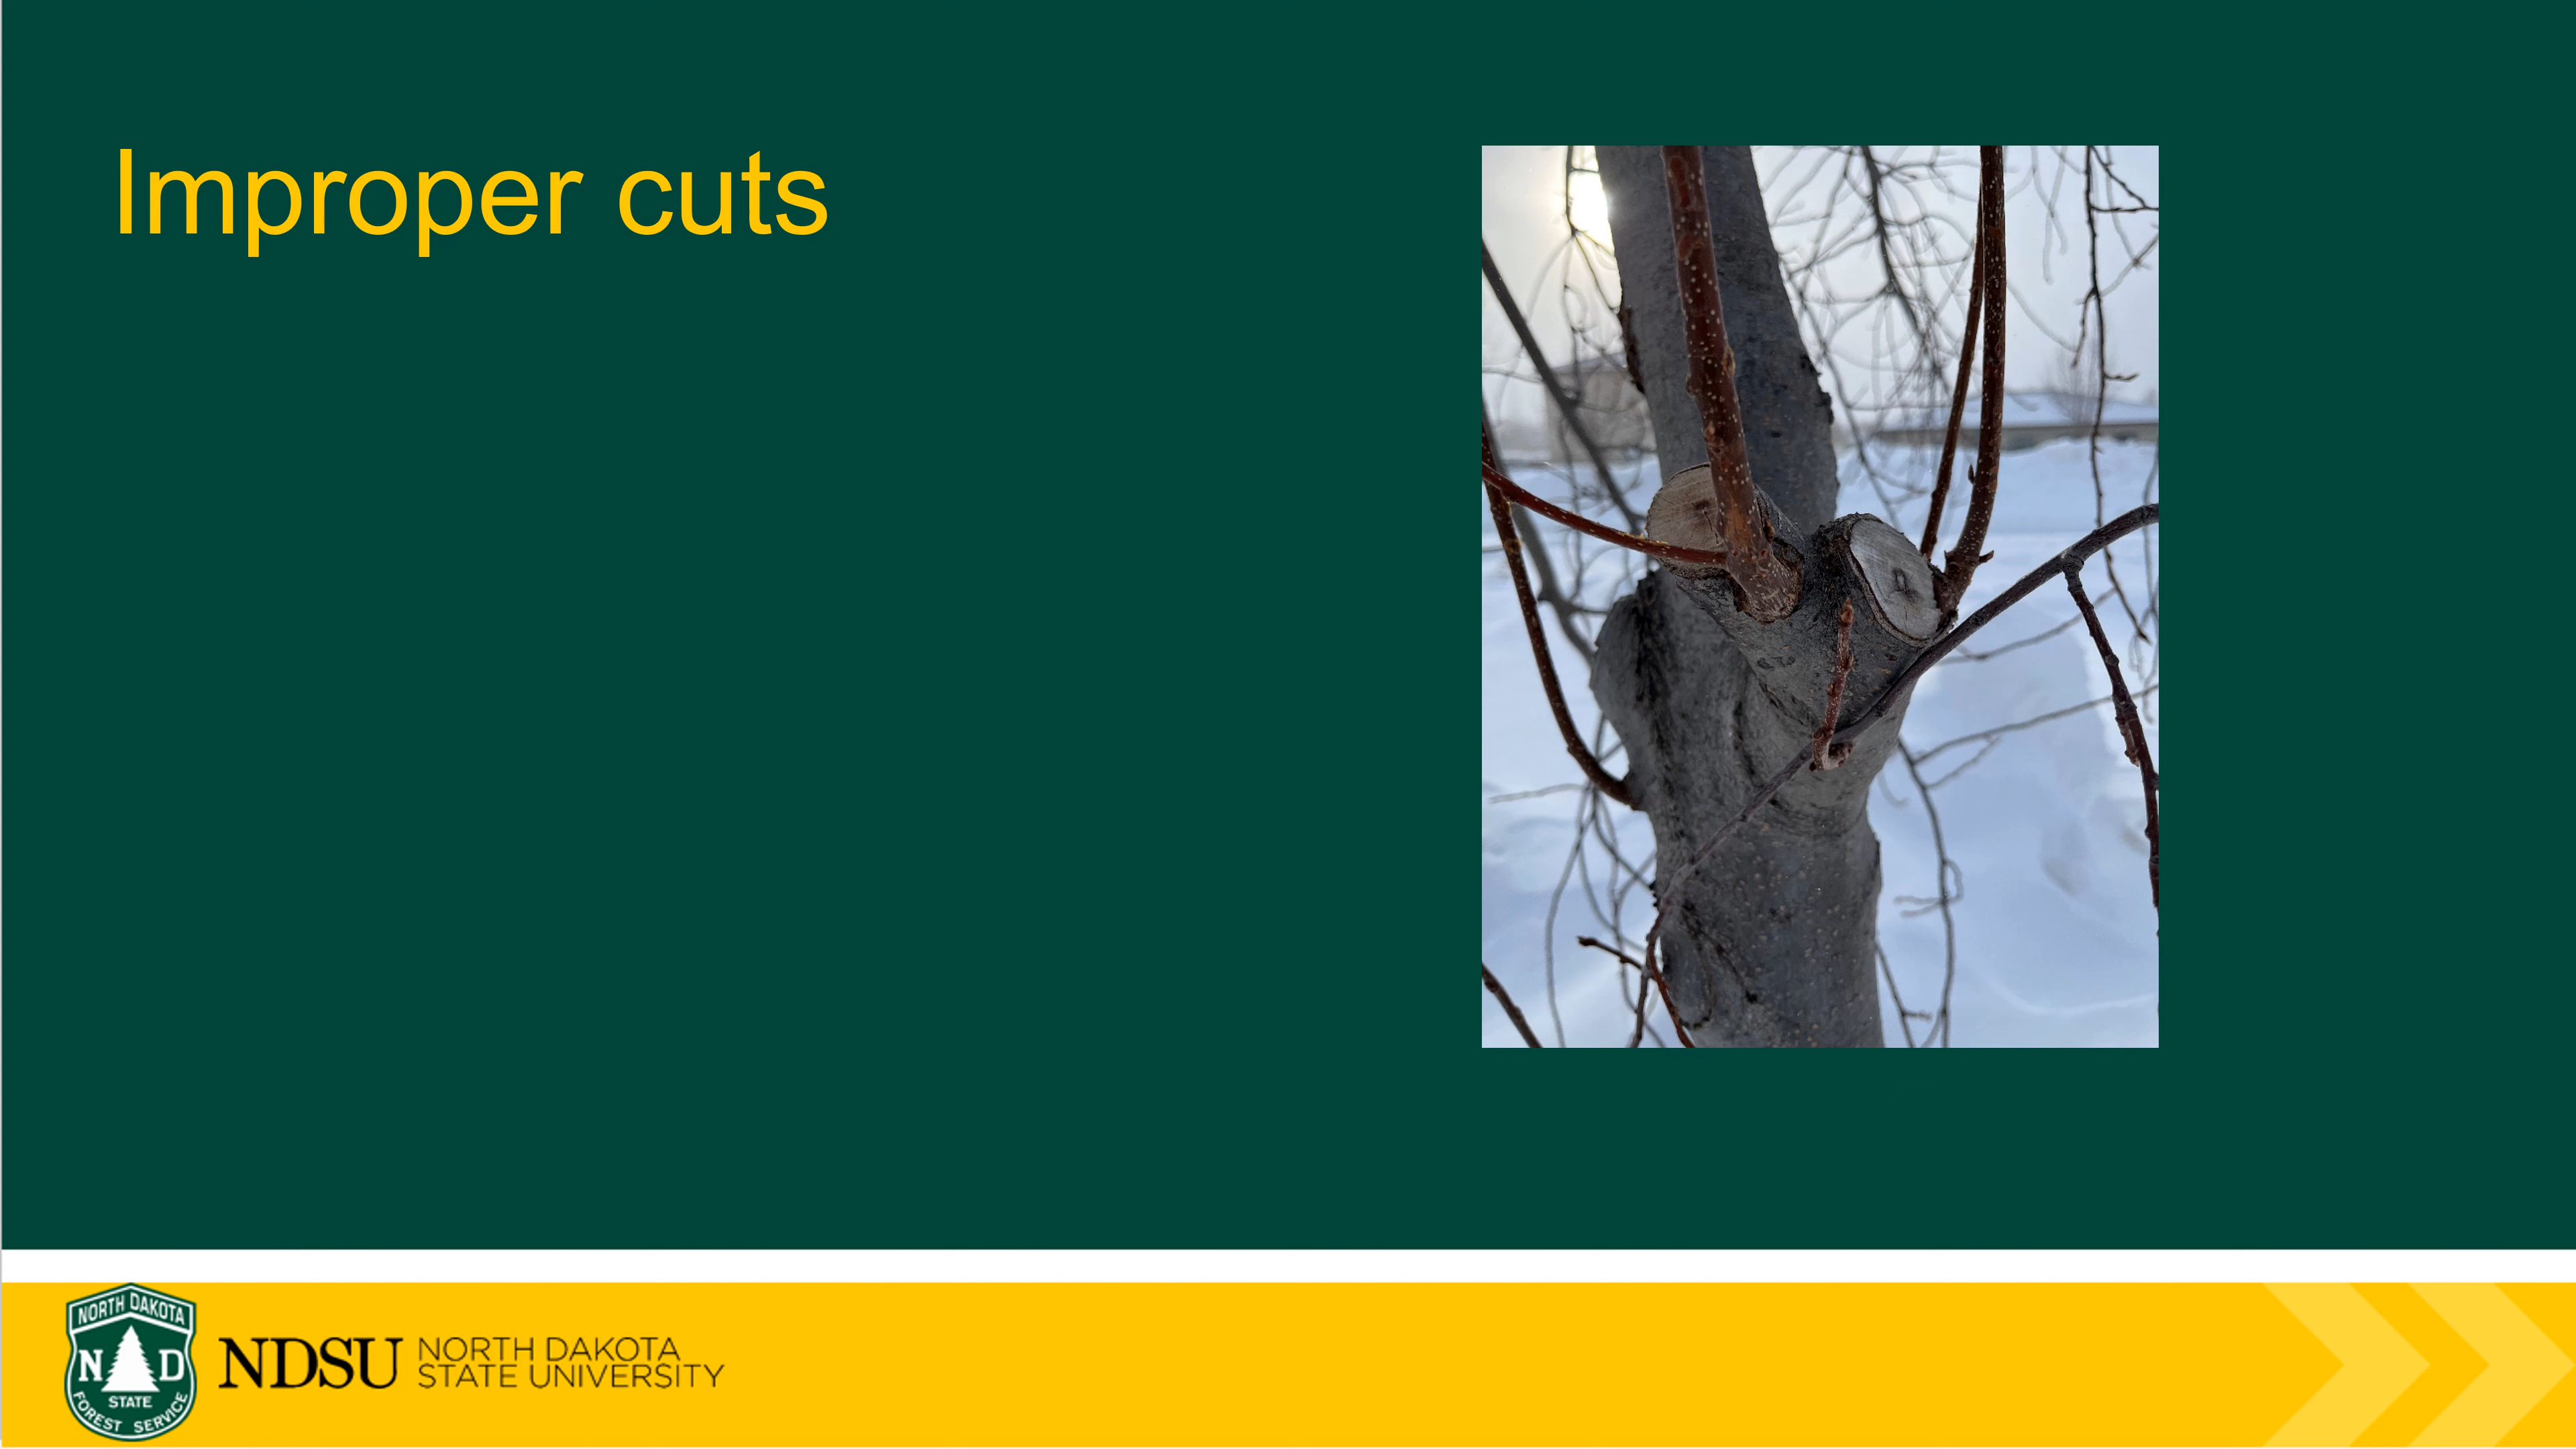 Improper cuts
NORTH DAKOTA
N D
STATE
FOREST SERVICE
NDSU
NORTH DAKOTA
STATE UNIVERSITY